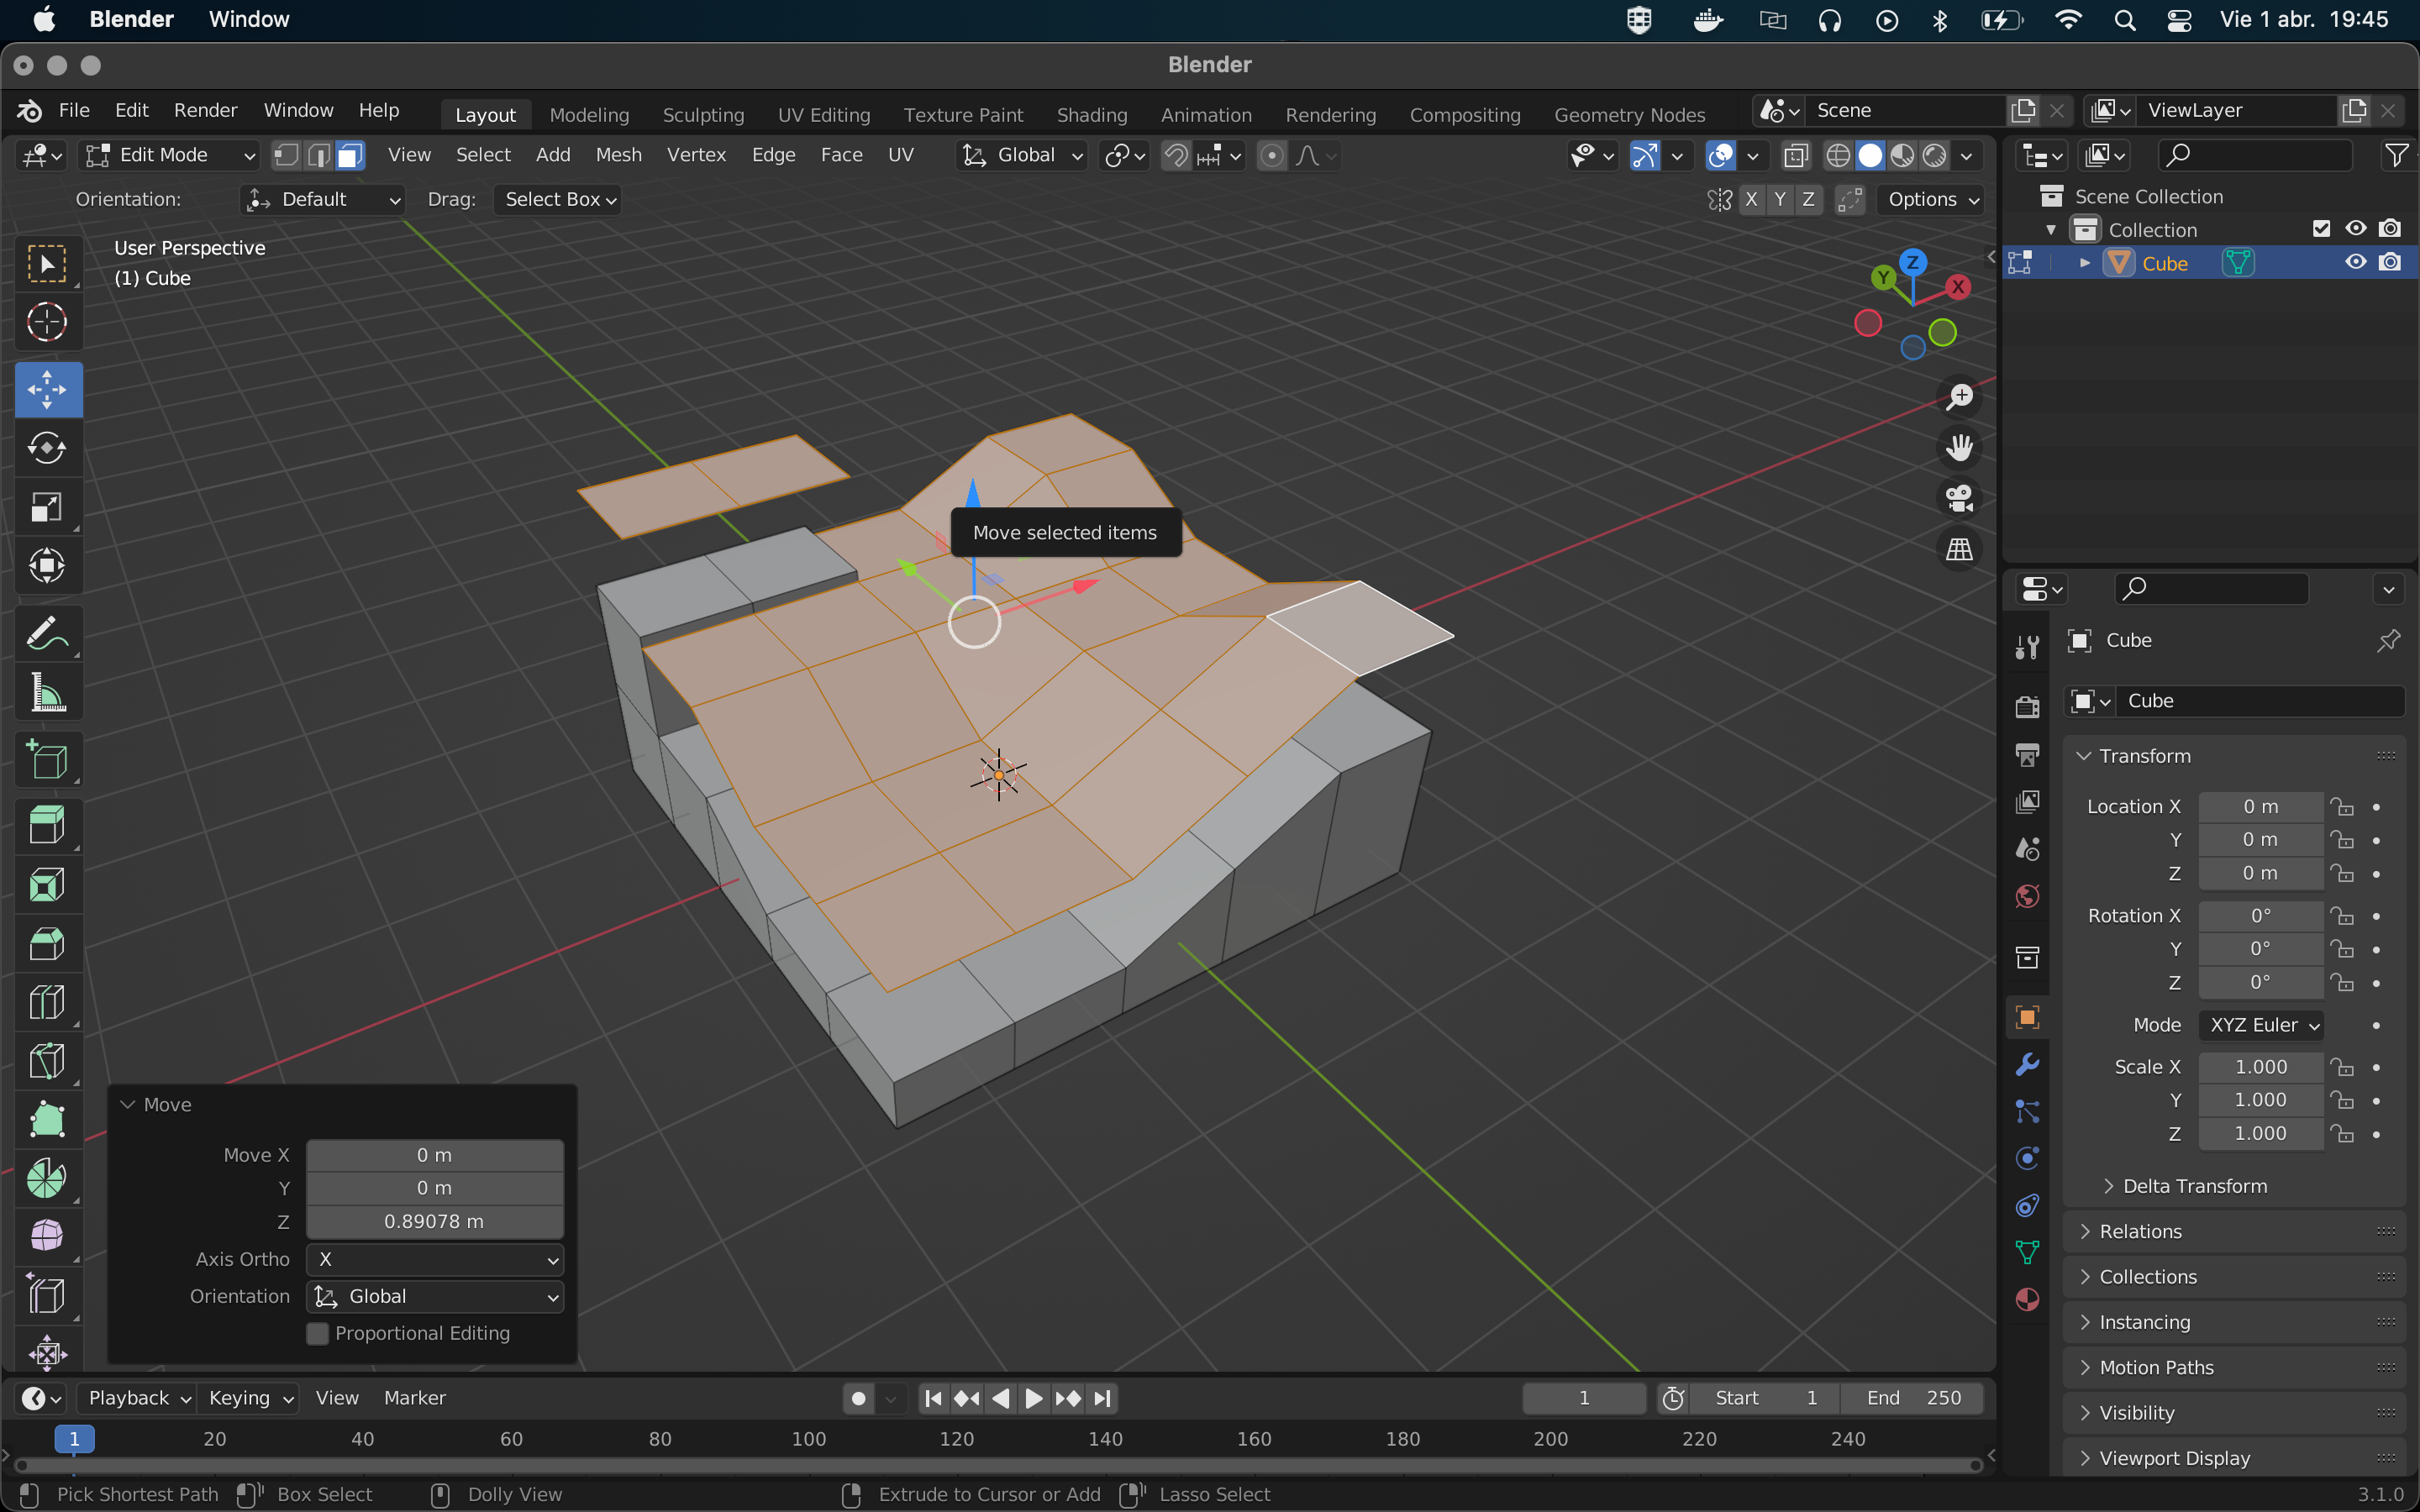 Blender Window Vie 1 abr. 19:45
Blender
File Edit Render Window Help Layout Modeling Sculpting UV Editing Texture Paint Shading Animation Rendering Compositing Geometry Nodes Scene ViewLayer
Edit Mode View Select Add Mesh Vertex Edge Face UV Global
Orientation: Default Drag: Select Box X Y Z Options
User Perspective
(1) Cube
Scene Collection
Collection
Cube
Z
Y
X
Move selected items
Cube
Cube
Transform
Location X 0 m
Y 0 m
Z 0 m
Rotation X 0°
Y 0°
Z 0°
Mode XYZ Euler
Scale X 1.000
Y 1.000
Z 1.000
Delta Transform
Relations
Collections
Instancing
Motion Paths
Visibility
Viewport Display
Move
Move X 0 m
Y 0 m
Z 0.89078 m
Axis Ortho X
Orientation Global
Proportional Editing
Playback Keying View Marker 1 Start 1 End 250
1 20 40 60 80 100 120 140 160 180 200 220 240
Pick Shortest Path Box Select Dolly View Extrude to Cursor or Add Lasso Select 3.1.0